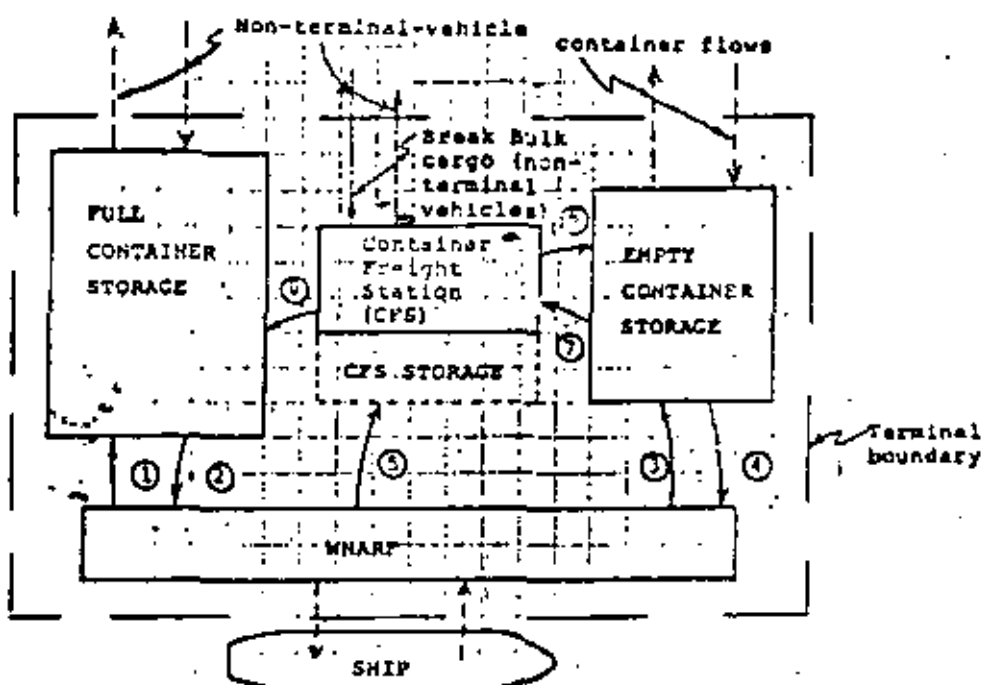 Non-terminal-vehicle
container flows
Break Bulk
cargo (non-
terminal
vehicles)
FULL
CONTAINER
STORAGE
Container
Freight
Station
(CFS)
CFS STORAGE
EMPTY
CONTAINER
STORAGE
6
7
1
2
5
3
4
Terminal
boundary
WHARF
SHIP